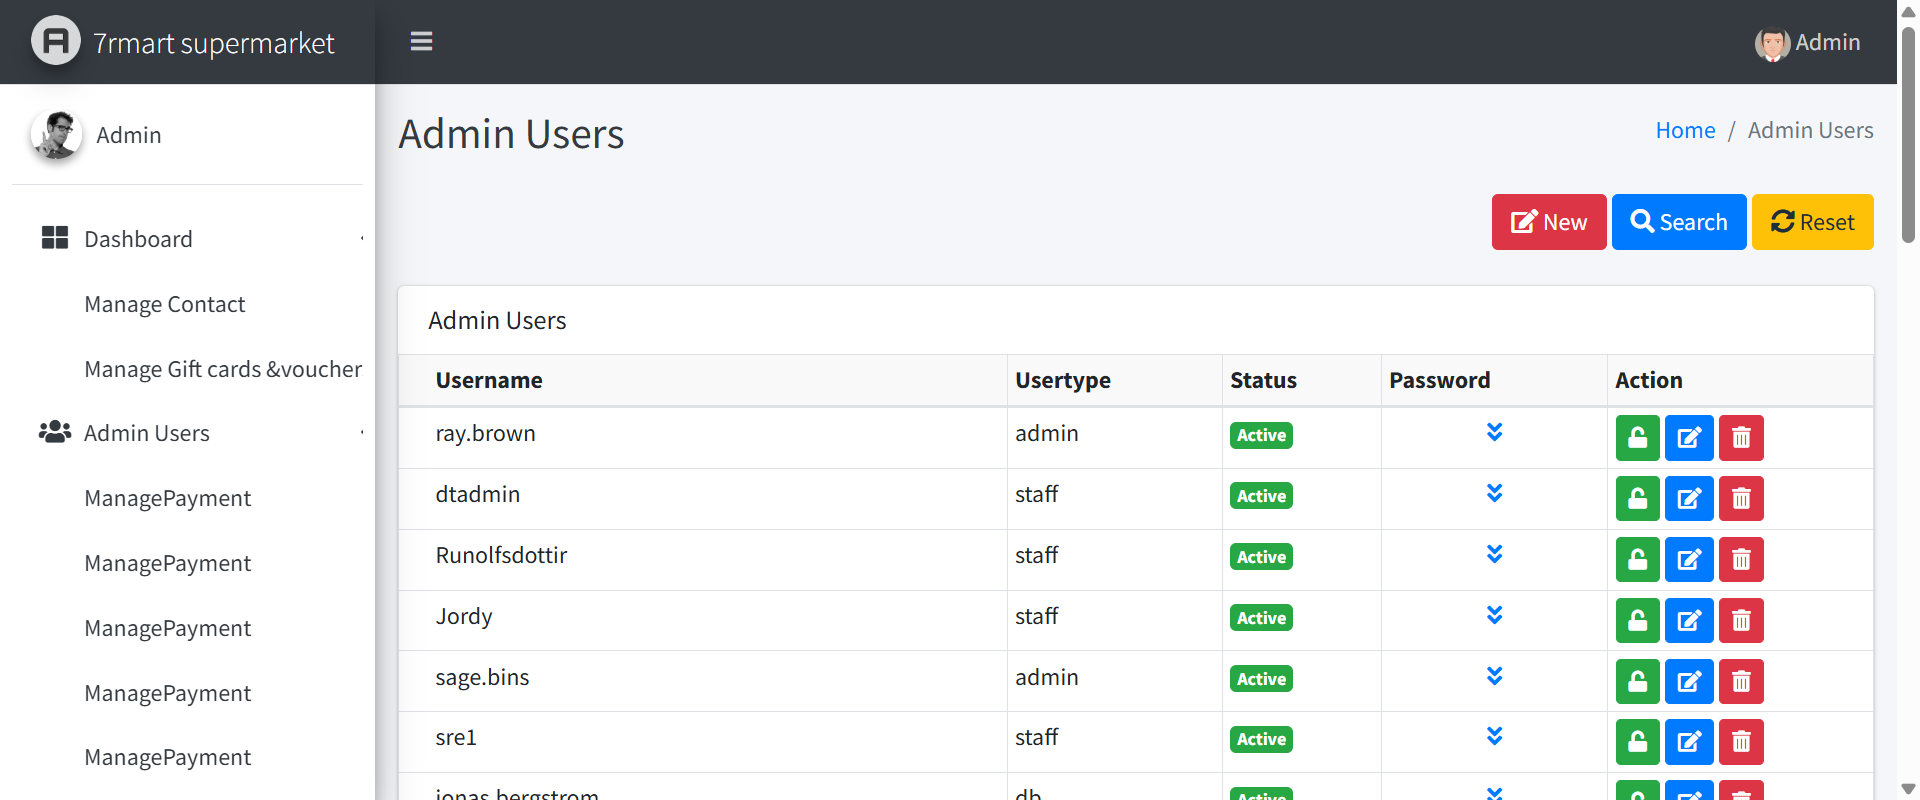 7rmart supermarket
Admin
Admin
Admin Users
Home / Admin Users
Dashboard
Manage Contact
Manage Gift cards &voucher
Admin Users
ManagePayment
ManagePayment
ManagePayment
ManagePayment
ManagePayment
New Search Reset
Admin Users
Username Usertype Status Password Action
ray.brown admin Active
dtadmin staff Active
Runolfsdottir staff Active
Jordy staff Active
sage.bins admin Active
sre1 staff Active
jonas.bergstrom db Active